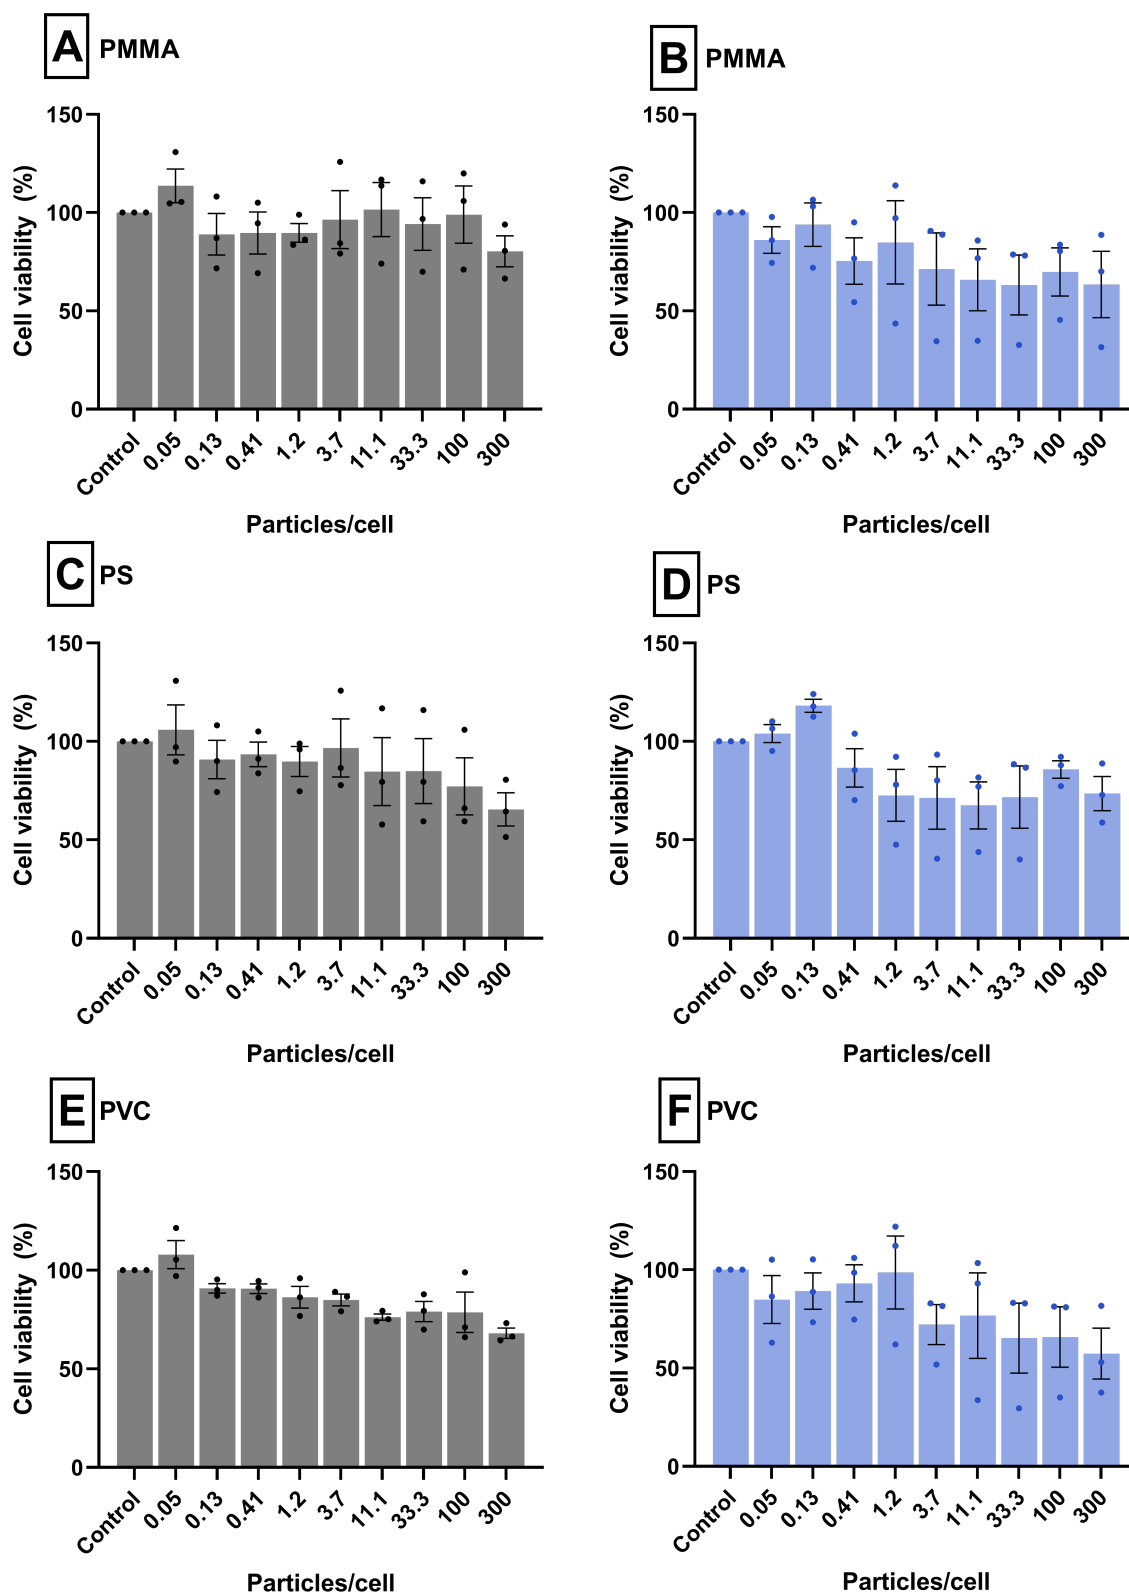 A PMMA
150
100
50
0
Cell viability (%)
Control 0.05 0.13 0.41 1.2 3.7 11.1 33.3 100 300
Particles/cell
B PMMA
150
100
50
0
Cell viability (%)
Control 0.05 0.13 0.41 1.2 3.7 11.1 33.3 100 300
Particles/cell
C PS
150
100
50
0
Cell viability (%)
Control 0.05 0.13 0.41 1.2 3.7 11.1 33.3 100 300
Particles/cell
D PS
150
100
50
0
Cell viability (%)
Control 0.05 0.13 0.41 1.2 3.7 11.1 33.3 100 300
Particles/cell
E PVC
150
100
50
0
Cell viability (%)
Control 0.05 0.13 0.41 1.2 3.7 11.1 33.3 100 300
Particles/cell
F PVC
150
100
50
0
Cell viability (%)
Control 0.05 0.13 0.41 1.2 3.7 11.1 33.3 100 300
Particles/cell